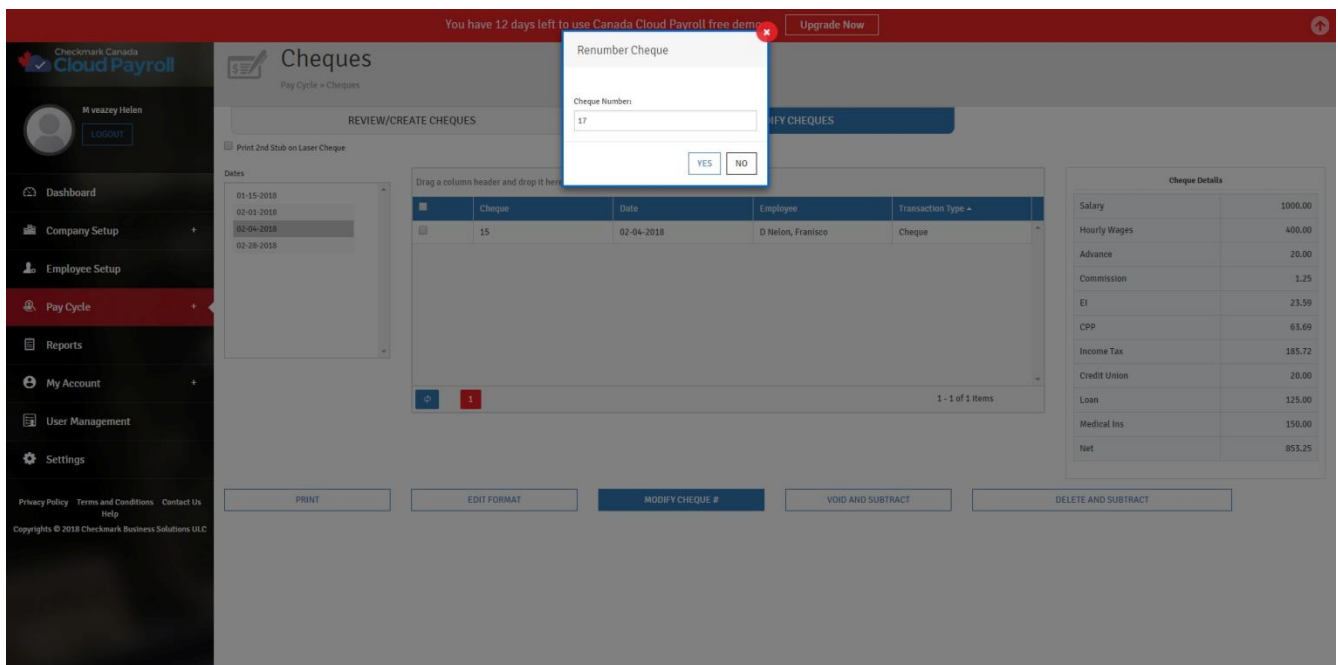 You have 12 days left to use Canada Cloud Payroll free demo
Upgrade Now
Checkmark Canada
Cloud Payroll
M veazey Helen
LOGOUT
Dashboard
Company Setup +
Employee Setup
Pay Cycle +
Reports
My Account +
User Management
Settings
Privacy Policy Terms and Conditions Contact Us
Help
Copyrights © 2018 Checkmark Business Solutions ULC
Cheques
Pay Cycle » Cheques
REVIEW/CREATE CHEQUES
IFY CHEQUES
Print 2nd Stub on Laser Cheque
Renumber Cheque
Cheque Number:
17
YES NO
Dates
01-15-2018
02-01-2018
02-04-2018
02-28-2018
Drag a column header and drop it here
Cheque Date Employee Transaction Type
15 02-04-2018 D Nelon, Franisco Cheque
1
1 - 1 of 1 items
Cheque Details
Salary 1000.00
Hourly Wages 400.00
Advance 20.00
Commission 1.25
EI 23.59
CPP 63.69
Income Tax 185.72
Credit Union 20.00
Loan 125.00
Medical Ins 150.00
Net 853.25
PRINT
EDIT FORMAT
MODIFY CHEQUE #
VOID AND SUBTRACT
DELETE AND SUBTRACT